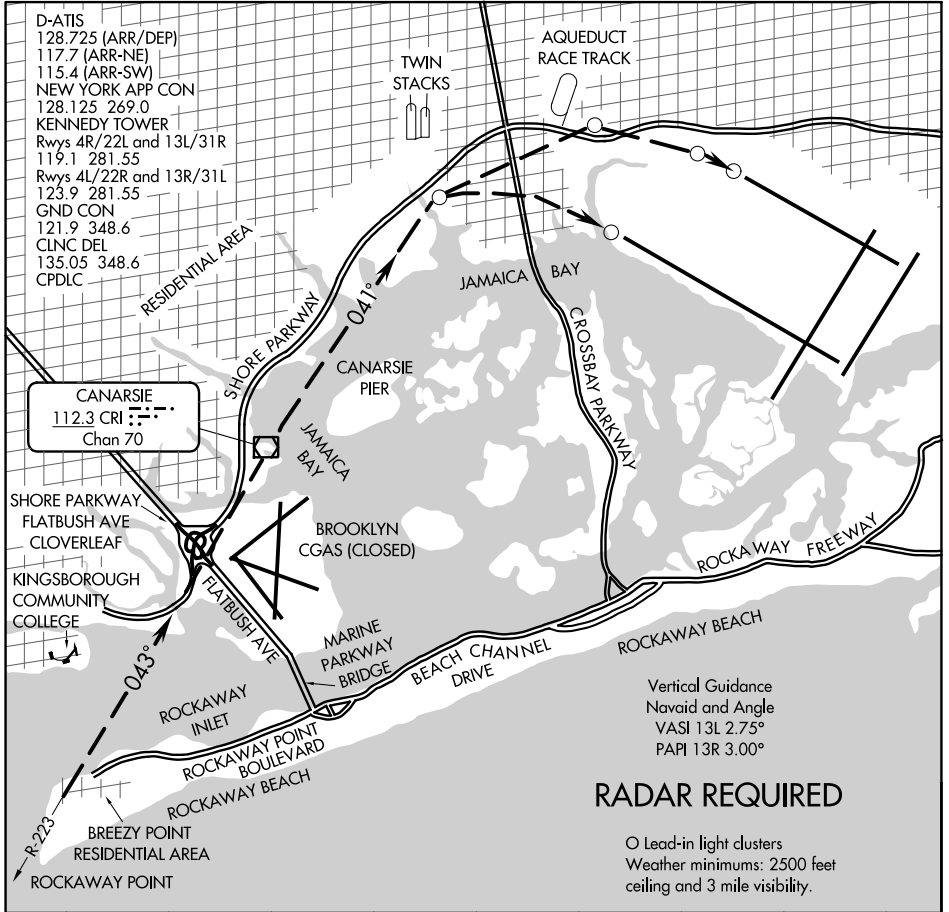 D-ATIS
128.725 (ARR/DEP)
117.7 (ARR-NE)
115.4 (ARR-SW)
NEW YORK APP CON
128.125 269.0
KENNEDY TOWER
Rwys 4R/22L and 13L/31R
119.1 281.55
Rwys 4L/22R and 13R/31L
123.9 281.55
GND CON
121.9 348.6
CLNC DEL
135.05 348.6
CPDLC
TWIN
STACKS
AQUEDUCT
RACE TRACK
RESIDENTIAL AREA
SHORE PARKWAY
041°
JAMAICA BAY
CROSSBAY PARKWAY
CANARSIE
PIER
CANARSIE
112.3 CRI
Chan 70
JAMAICA
BAY
SHORE PARKWAY
FLATBUSH AVE
CLOVERLEAF
BROOKLYN
CGAS (CLOSED)
KINGSBOROUGH
COMMUNITY
COLLEGE
FLATBUSH AVE
043°
MARINE
PARKWAY
BRIDGE
BEACH CHANNEL
DRIVE
ROCKAWAY FREEWAY
ROCKAWAY BEACH
ROCKAWAY
INLET
ROCKAWAY POINT
BOULEVARD
ROCKAWAY BEACH
Vertical Guidance
Navaid and Angle
VASI 13L 2.75°
PAPI 13R 3.00°
RADAR REQUIRED
R-223
BREEZY POINT
RESIDENTIAL AREA
ROCKAWAY POINT
O Lead-in light clusters
Weather minimums: 2500 feet
ceiling and 3 mile visibility.